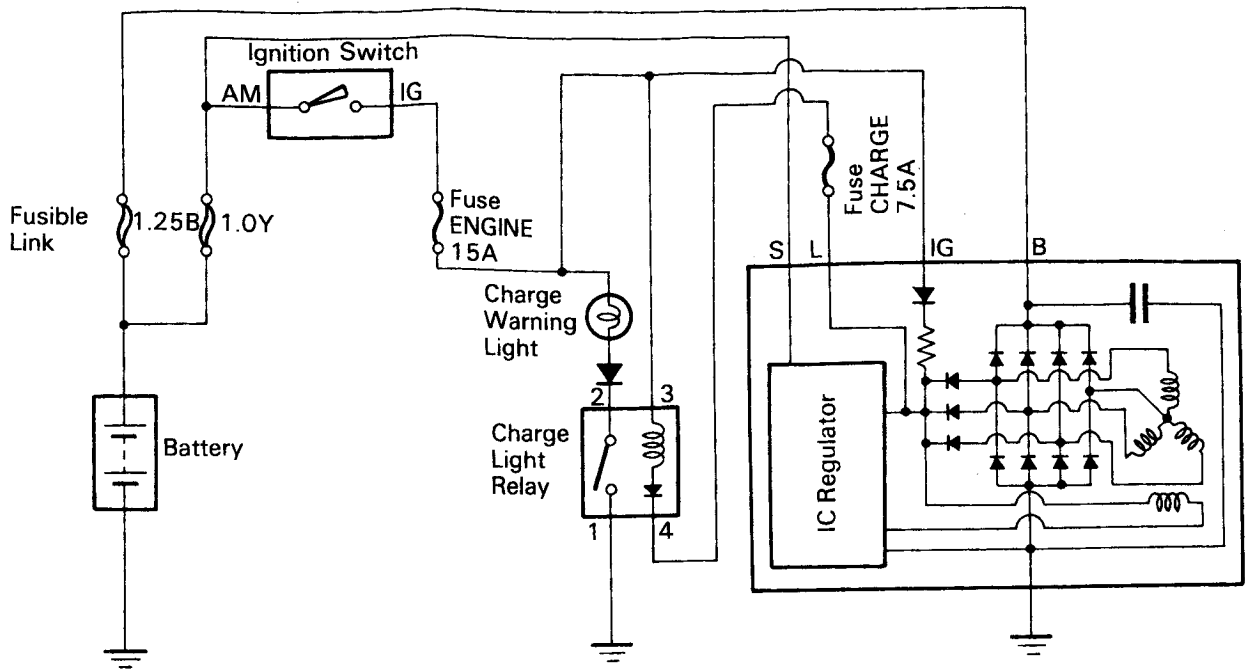 Ignition Switch
AM
IG
Fuse
ENGINE
15A
Fuse
CHARGE
7.5A
Fusible
Link
1.25B
1.0Y
S
L
IG
B
Charge
Warning
Light
2
3
Charge
Light
Relay
1
4
Battery
IC Regulator